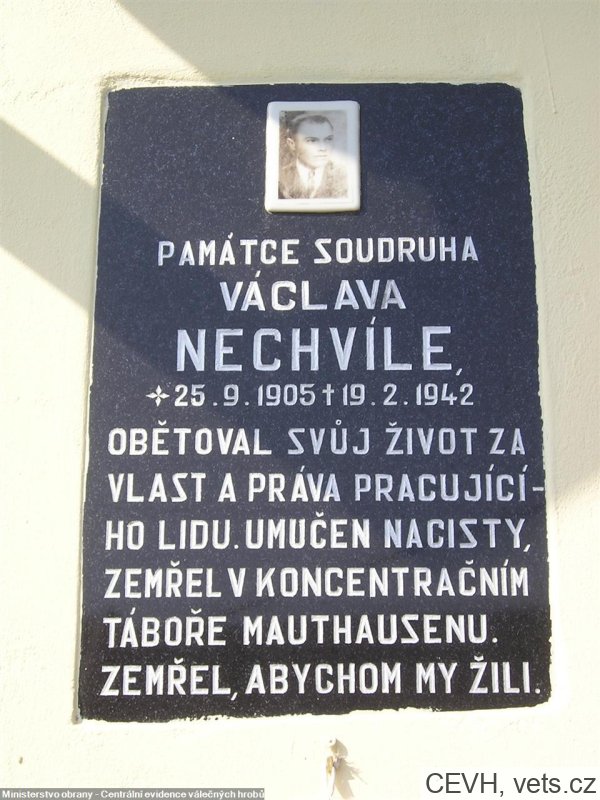 PAMÁTCE SOUDRUHA
VÁCLAVA
NECHVÍLE,
25.9.1905 † 19.2.1942
OBĚTOVAL SVŮJ ŽIVOT ZA
VLAST A PRÁVA PRACUJÍCÍ-
HO LIDU. UMUČEN NACISTY,
ZEMŘEL V KONCENTRAČNÍM
TÁBOŘE MAUTHAUSENU.
ZEMŘEL, ABYCHOM MY ŽILI.
Ministerstvo obrany - Centrální evidence válečných hrobů
CEVH, vets.cz